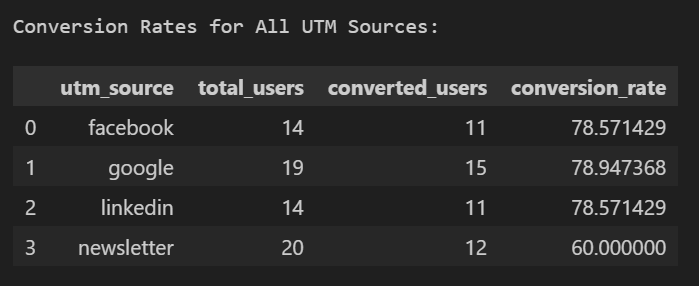 Conversion Rates for All UTM Sources:
utm_source total_users converted_users conversion_rate
0 facebook 14 11 78.571429
1 google 19 15 78.947368
2 linkedin 14 11 78.571429
3 newsletter 20 12 60.000000